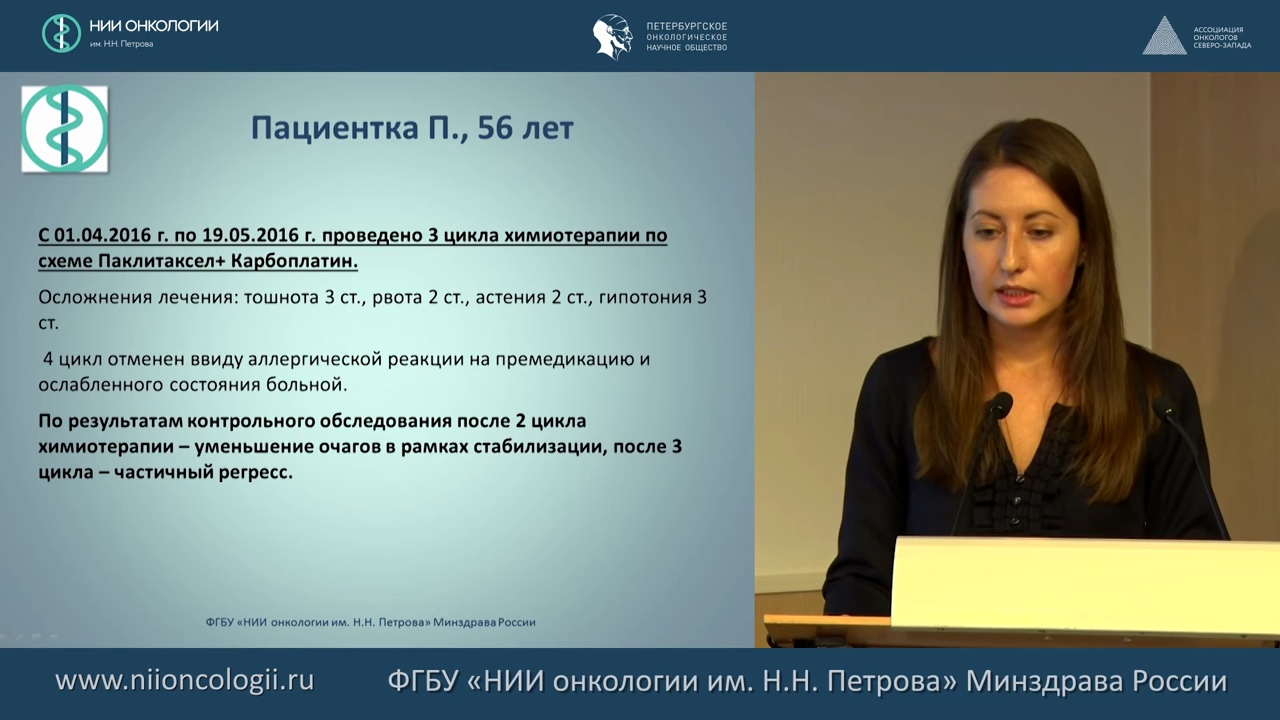 НИИ ОНКОЛОГИИ
им. Н.Н. Петрова
ПЕТЕРБУРГСКОЕ
ОНКОЛОГИЧЕСКОЕ
НАУЧНОЕ ОБЩЕСТВО
АССОЦИАЦИЯ
ОНКОЛОГОВ
СЕВЕРО-ЗАПАДА
Пациентка П., 56 лет
С 01.04.2016 г. по 19.05.2016 г. проведено 3 цикла химиотерапии по
схеме Паклитаксел+ Карбоплатин.
Осложнения лечения: тошнота 3 ст., рвота 2 ст., астения 2 ст., гипотония 3
ст.
4 цикл отменен ввиду аллергической реакции на премедикацию и
ослабленного состояния больной.
По результатам контрольного обследования после 2 цикла
химиотерапии – уменьшение очагов в рамках стабилизации, после 3
цикла – частичный регресс.
ФГБУ «НИИ онкологии им. Н.Н. Петрова» Минздрава России
www.niioncologii.ru
ФГБУ «НИИ онкологии им. Н.Н. Петрова» Минздрава России